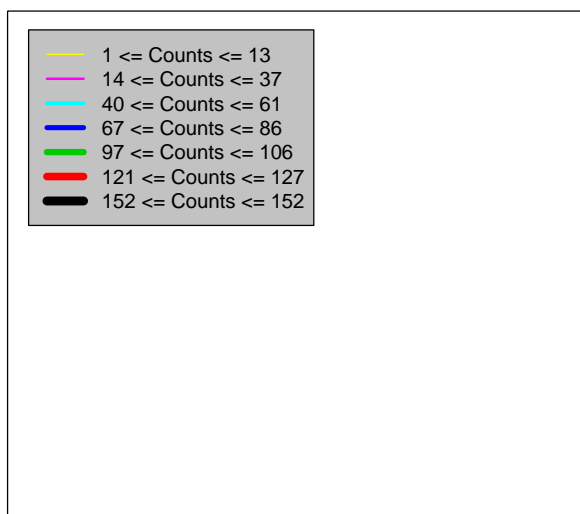 1 <= Counts <= 13
14 <= Counts <= 37
40 <= Counts <= 61
67 <= Counts <= 86
97 <= Counts <= 106
121 <= Counts <= 127
152 <= Counts <= 152